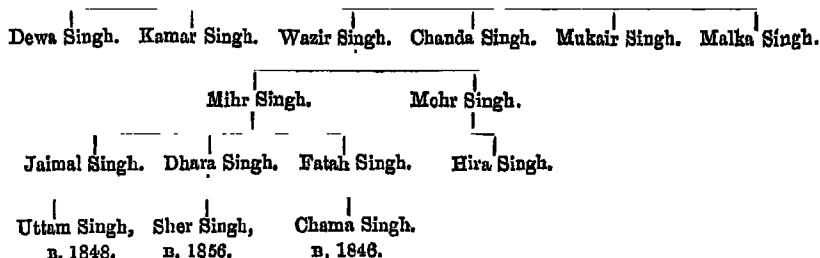 Dewa Singh. Kamar Singh. Wazir Singh. Chanda Singh. Mukair Singh. Malka Singh.
Mihr Singh. Mohr Singh.
Jaimal Singh. Dhara Singh. Fatah Singh. Hira Singh.
Uttam Singh, Sher Singh, Chama Singh.
B. 1848. B. 1856. B. 1846.